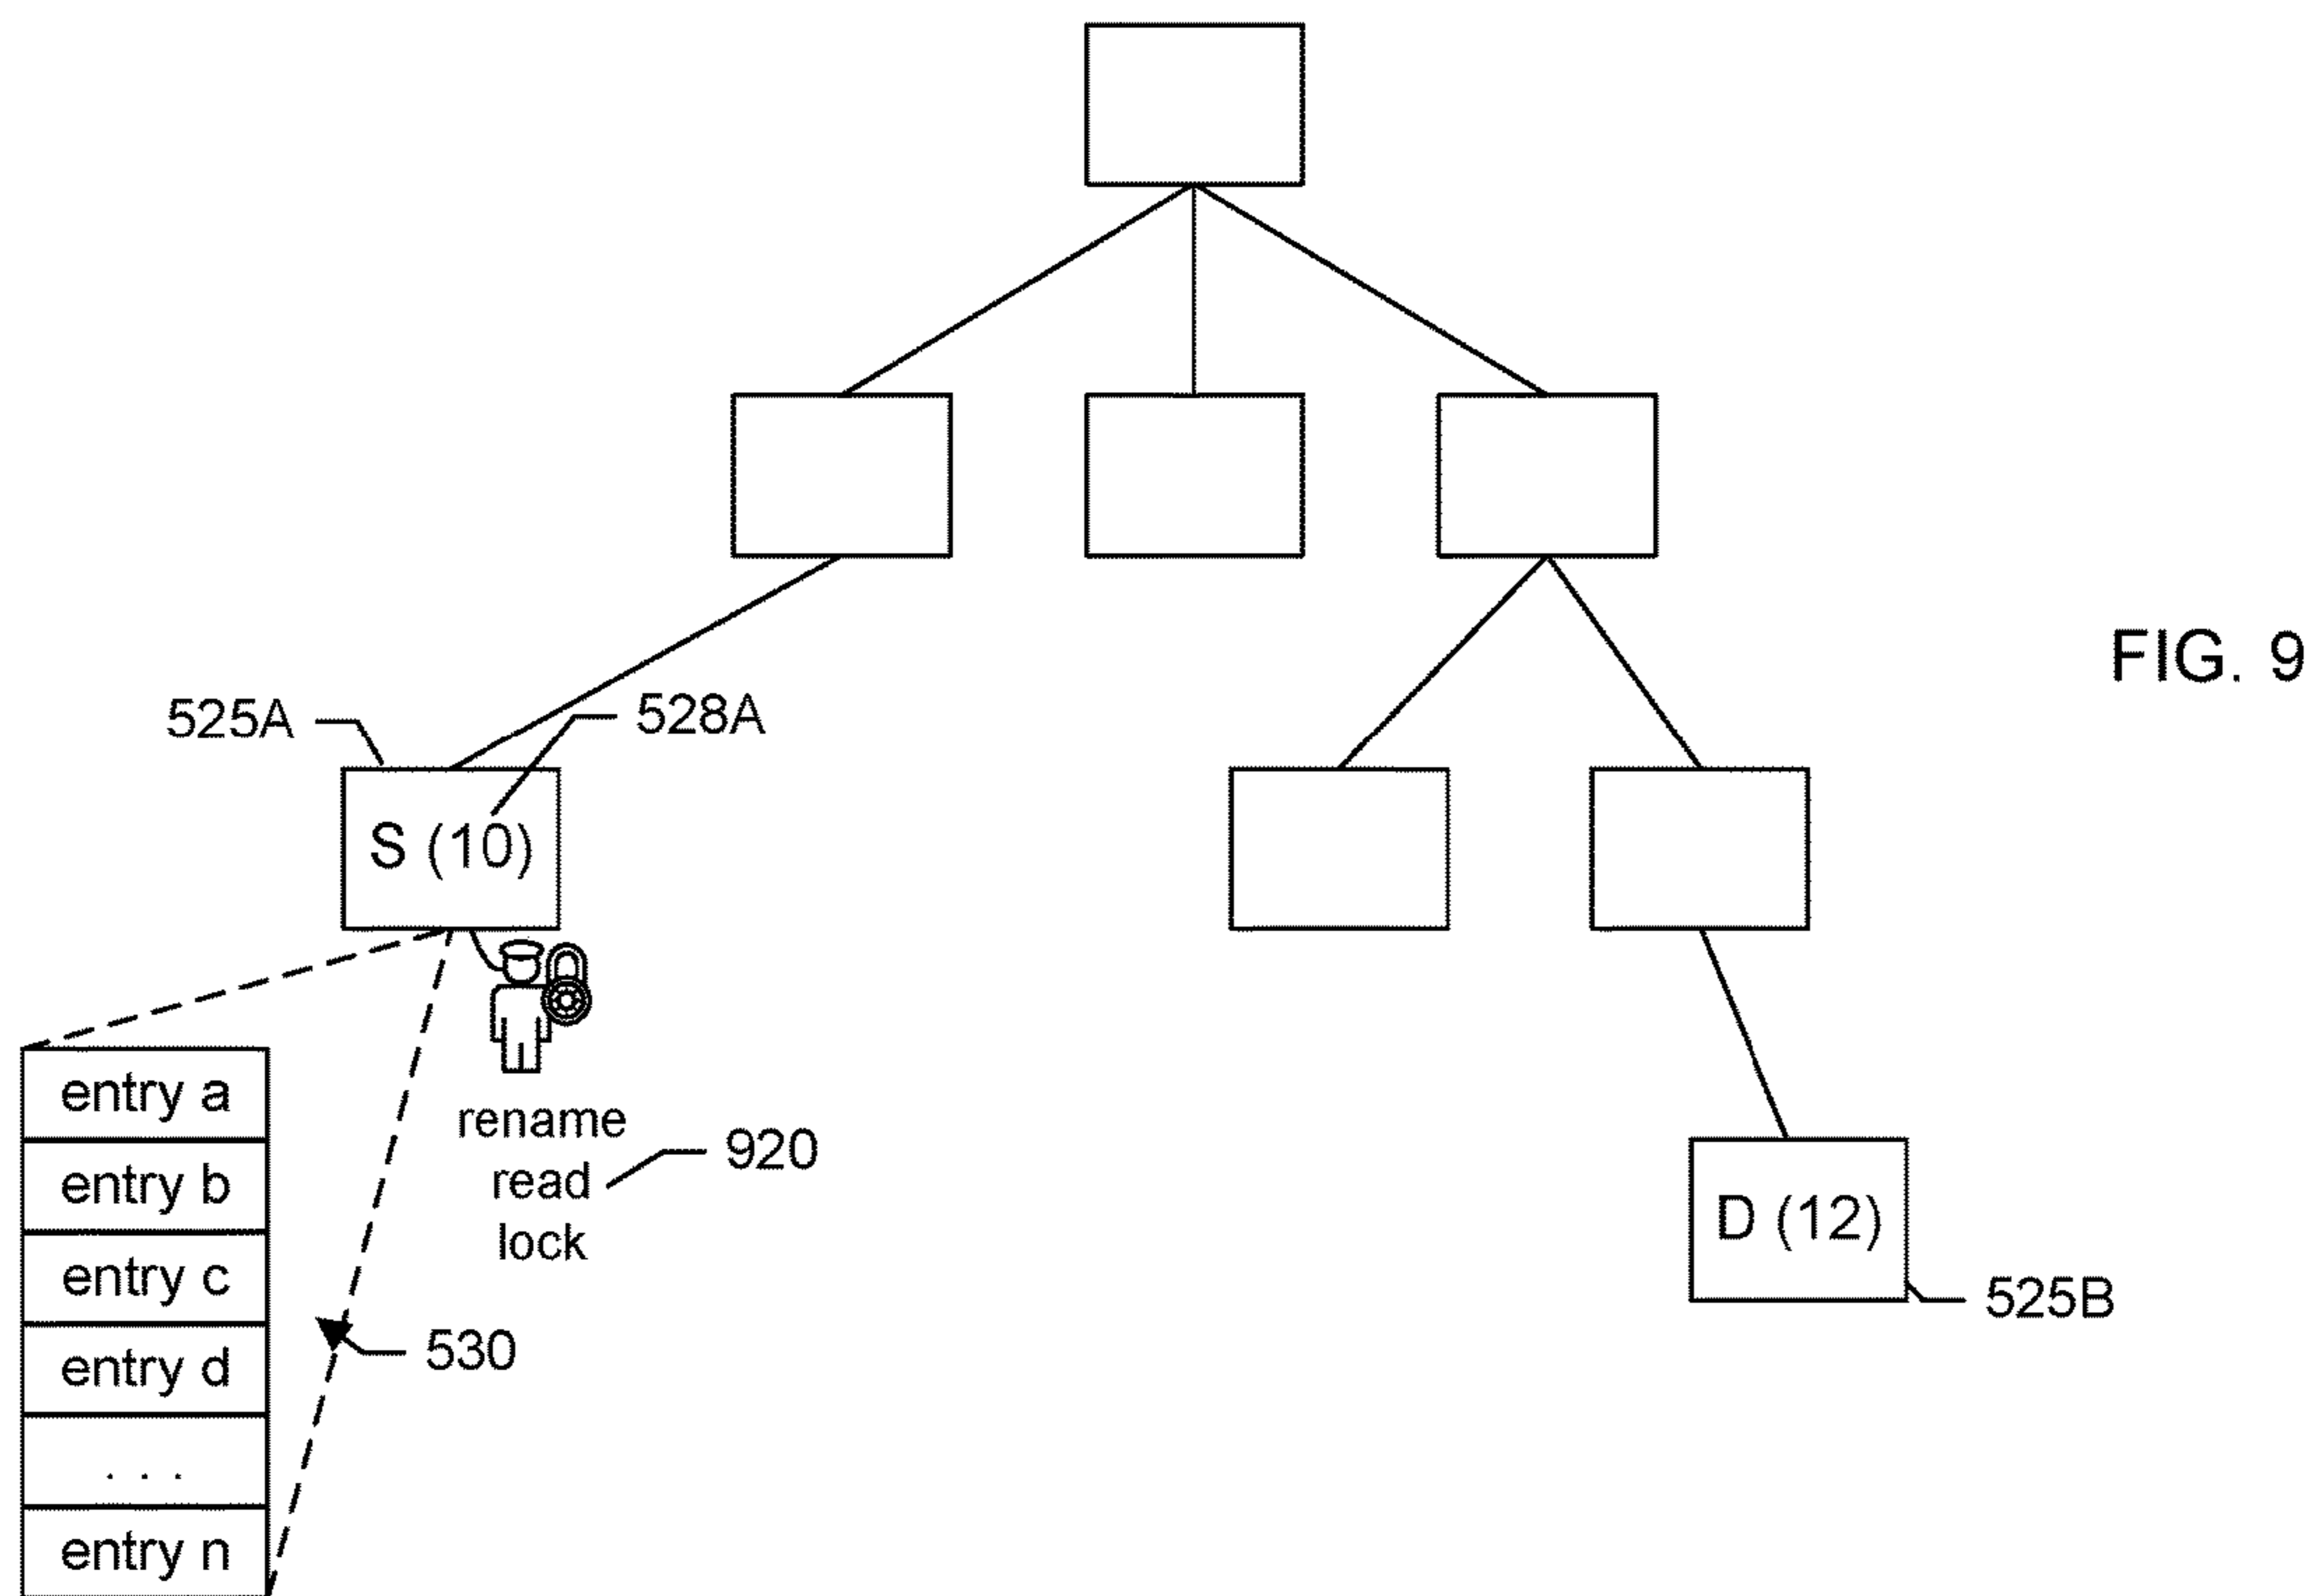 FIG. 9
525A
528A
S (10)
rename
read
lock
920
entry a
entry b
entry c
entry d
. . .
entry n
530
D (12)
525B